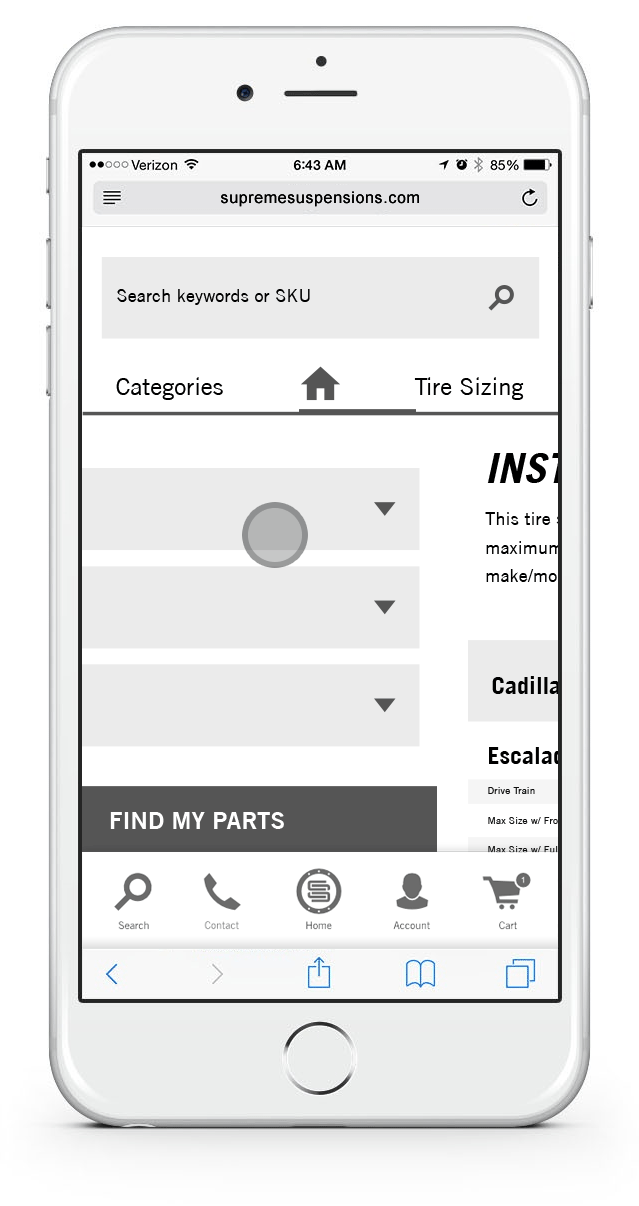 Verizon 6:43 AM 85%
supremesuspensions.com
Search keywords or SKU
Categories Tire Sizing
INST
This tire s
maximum
make/mo
Cadilla
Escalad
Drive Train
Max Size w/ Fro
Max Size w/ Ful
FIND MY PARTS
1
Search Contact Home Account Cart